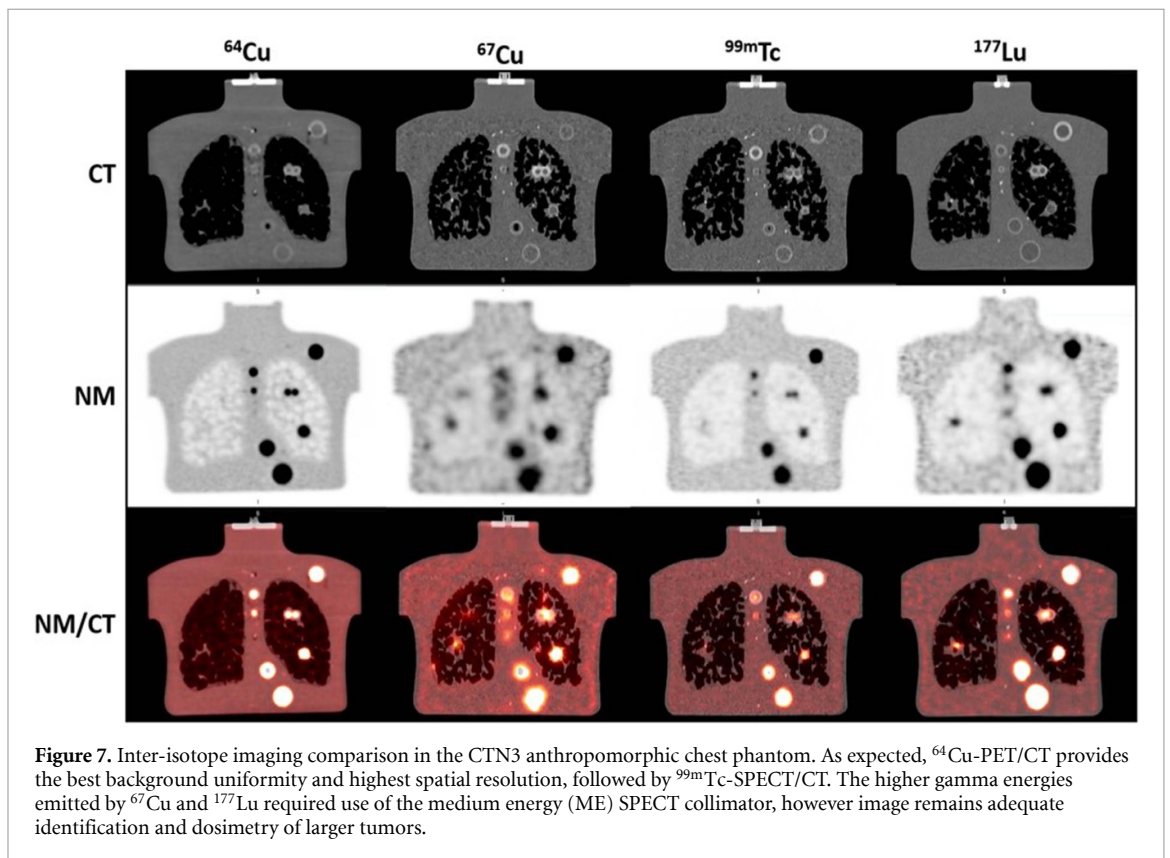 ⁶⁴Cu ⁶⁷Cu ⁹⁹ᵐTc ¹⁷⁷Lu
CT
NM
NM/CT
Figure 7. Inter-isotope imaging comparison in the CTN3 anthropomorphic chest phantom. As expected, ⁶⁴Cu-PET/CT provides
the best background uniformity and highest spatial resolution, followed by ⁹⁹ᵐTc-SPECT/CT. The higher gamma energies
emitted by ⁶⁷Cu and ¹⁷⁷Lu required use of the medium energy (ME) SPECT collimator, however image remains adequate
identification and dosimetry of larger tumors.